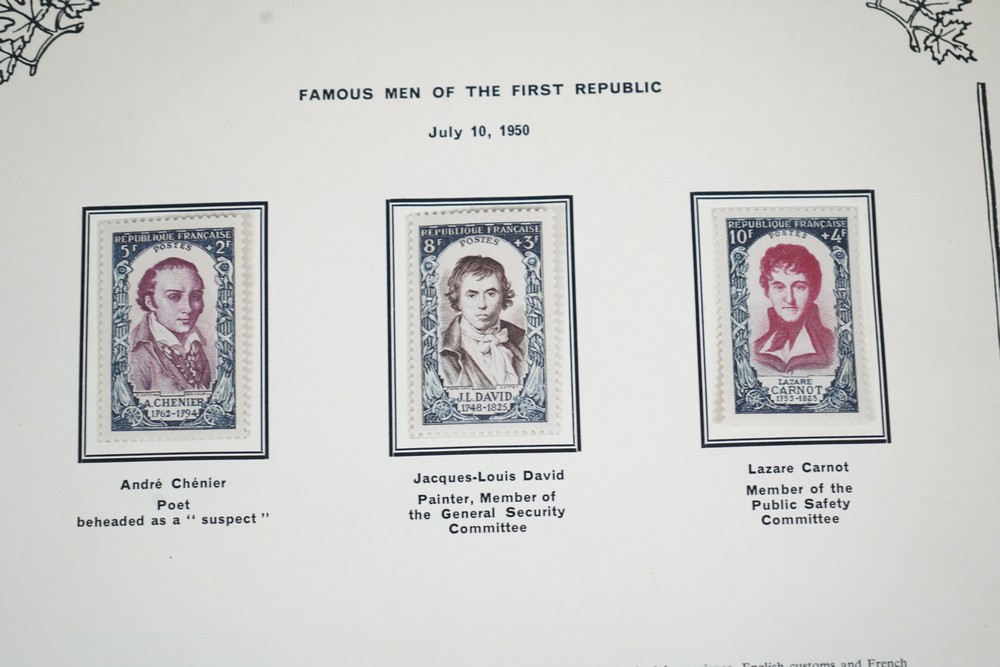 FAMOUS MEN OF THE FIRST REPUBLIC
July 10, 1950
REPUBLIQUE FRANÇAISE
5F POSTES +2F
A.CHENIER
1762-1794
André Chénier
Poet
beheaded as a "suspect"
REPUBLIQUE FRANÇAISE
8F POSTES +3F
J.L.DAVID
1748-1825
Jacques-Louis David
Painter, Member of
the General Security
Committee
REPUBLIQUE FRANÇAISE
10F POSTES +4F
LAZARE
CARNOT
1753-1823
Lazare Carnot
Member of the
Public Safety
Committee
English customs and French